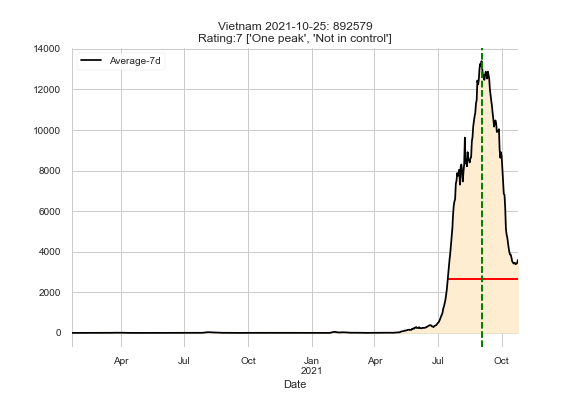 Vietnam 2021-10-25: 892579
Rating:7 ['One peak', 'Not in control']
Average-7d
14000
12000
10000
8000
6000
4000
2000
0
Apr Jul Oct Jan Apr Jul Oct
2021
Date